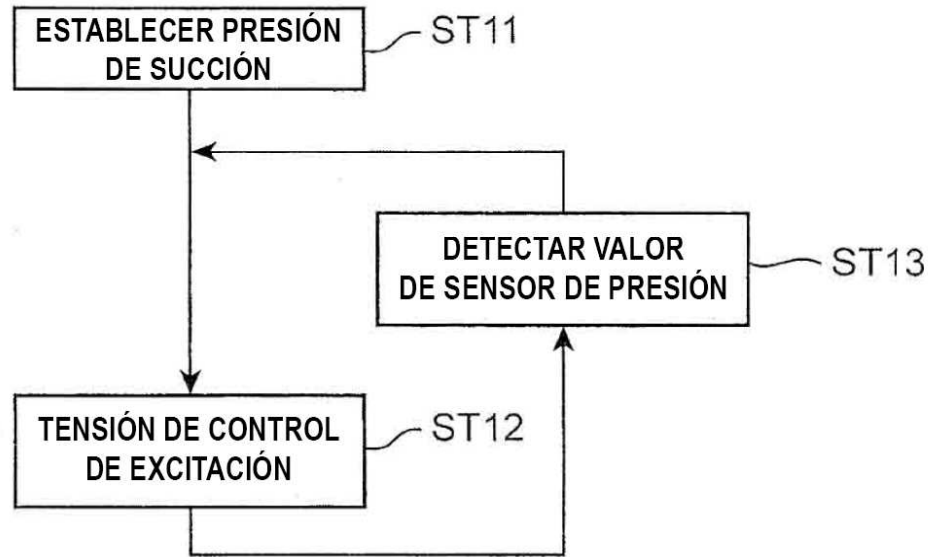 ESTABLECER PRESIÓN
DE SUCCIÓN
ST11
DETECTAR VALOR
DE SENSOR DE PRESIÓN
ST13
TENSIÓN DE CONTROL
DE EXCITACIÓN
ST12